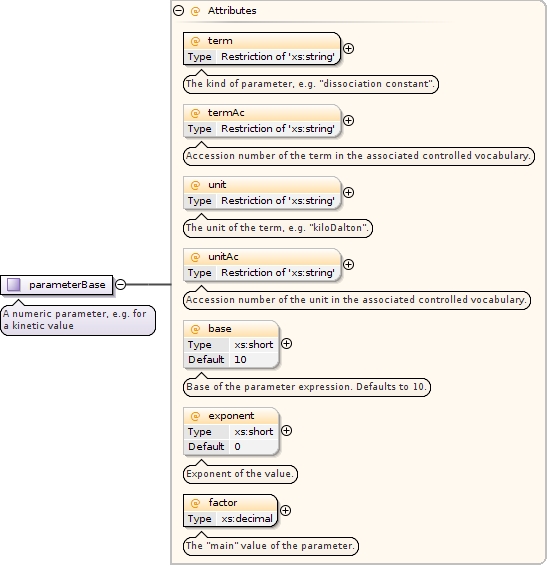 @ Attributes
@ term
Type Restriction of 'xs:string'
The kind of parameter, e.g. "dissociation constant".
@ termAc
Type Restriction of 'xs:string'
Accession number of the term in the associated controlled vocabulary.
@ unit
Type Restriction of 'xs:string'
The unit of the term, e.g. "kiloDalton".
@ unitAc
Type Restriction of 'xs:string'
Accession number of the unit in the associated controlled vocabulary.
parameterBase
A numeric parameter, e.g. for
a kinetic value
@ base
Type xs:short
Default 10
Base of the parameter expression. Defaults to 10.
@ exponent
Type xs:short
Default 0
Exponent of the value.
@ factor
Type xs:decimal
The "main" value of the parameter.